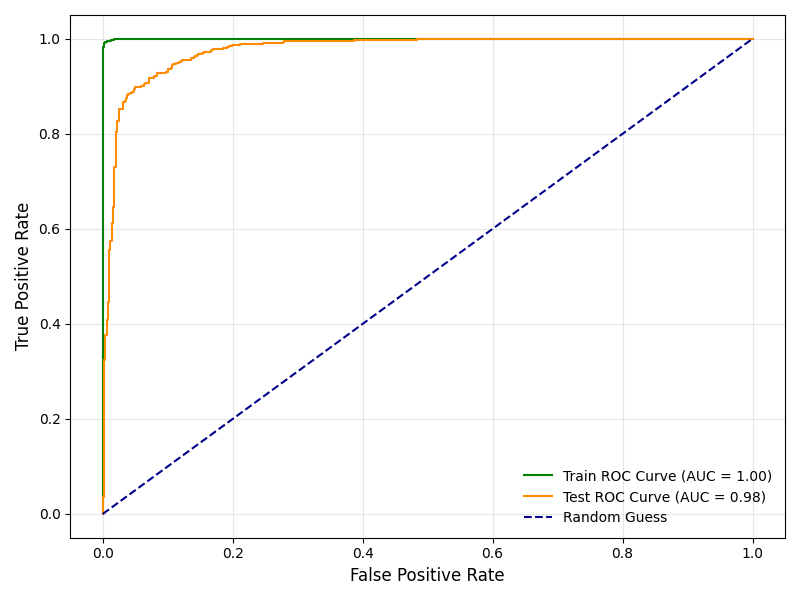 1.0
0.8
0.6
0.4
0.2
0.0
True Positive Rate
Train ROC Curve (AUC = 1.00)
Test ROC Curve (AUC = 0.98)
Random Guess
0.0 0.2 0.4 0.6 0.8 1.0
False Positive Rate